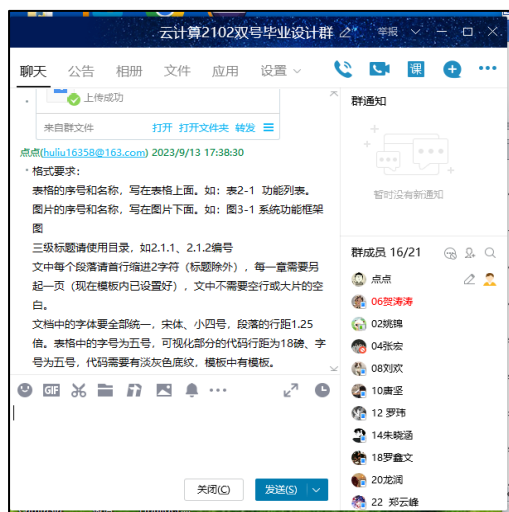 云计算2102双号毕业设计群
举报
聊天 公告 相册 文件 应用 设置
课
上传成功
来自群文件 打开 打开文件夹 转发
点点(huliu16358@163.com) 2023/9/13 17:38:30
格式要求:
表格的序号和名称，写在表格上面。如：表2-1 功能列表。
图片的序号和名称，写在图片下面。如：图3-1 系统功能框架
图
三级标题请使用目录，如2.1.1、2.1.2编号
文中每个段落请首行缩进2字符（标题除外），每一章需要另
起一页（现在模板内已设置好），文中不需要空行或大片的空
白。
文档中的字体要全部统一，宋体、小四号，段落的行距1.25
倍。表格中的字号为五号，可视化部分的代码行距为18磅、字
号为五号，代码需要有淡灰色底纹，模板中有模板。
GIF
关闭(C) 发送(S)
群通知
暂时没有新通知
群成员 16/21
点点
06贺涛涛
02姚锦
04张宏
08刘欢
10唐坚
12 罗玮
14朱晓涵
18罗鑫文
20龙润
22 郑云峰